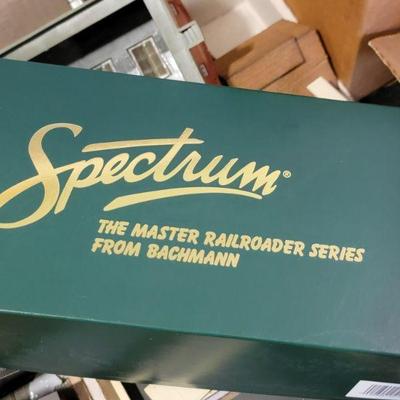 Spectrum®
THE MASTER RAILROADER SERIES
FROM BACHMANN